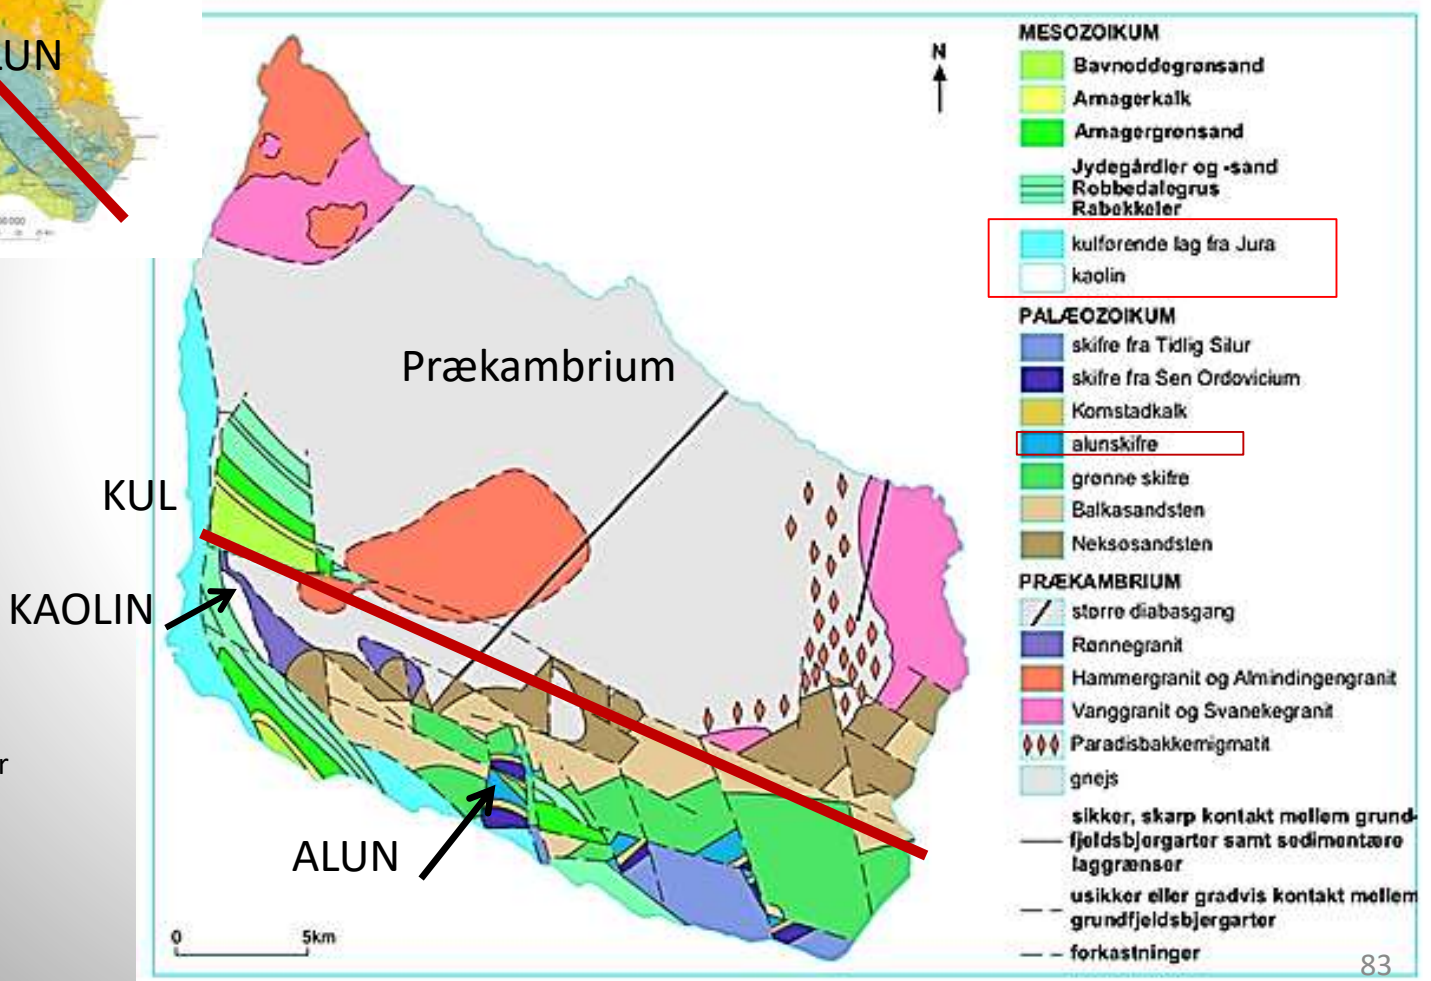 LUN
N
MESOZOIKUM
Bavnoddegrønsand
Arnagerkalk
Arnagergrønsand
Jydegårdler og -sand
Robbedalegrus
Rabekkeler
kulførende lag fra Jura
kaolin
PALÆOZOIKUM
skifre fra Tidlig Silur
skifre fra Sen Ordovicium
Komstadkalk
alunskifre
grønne skifre
Balkasandsten
Neksøsandsten
PRÆKAMBRIUM
større diabasgang
Rønnegranit
Hammergranit og Almindingengranit
Vanggranit og Svanekegranit
Paradisbakkemigmatit
gnejs
sikker, skarp kontakt mellem grund-
fjeldsbjergarter samt sedimentære
laggrænser
usikker eller gradvis kontakt mellem
grundfjeldsbjergarter
forkastninger
Prækambrium
KUL
KAOLIN
r
ALUN
0 5km
83